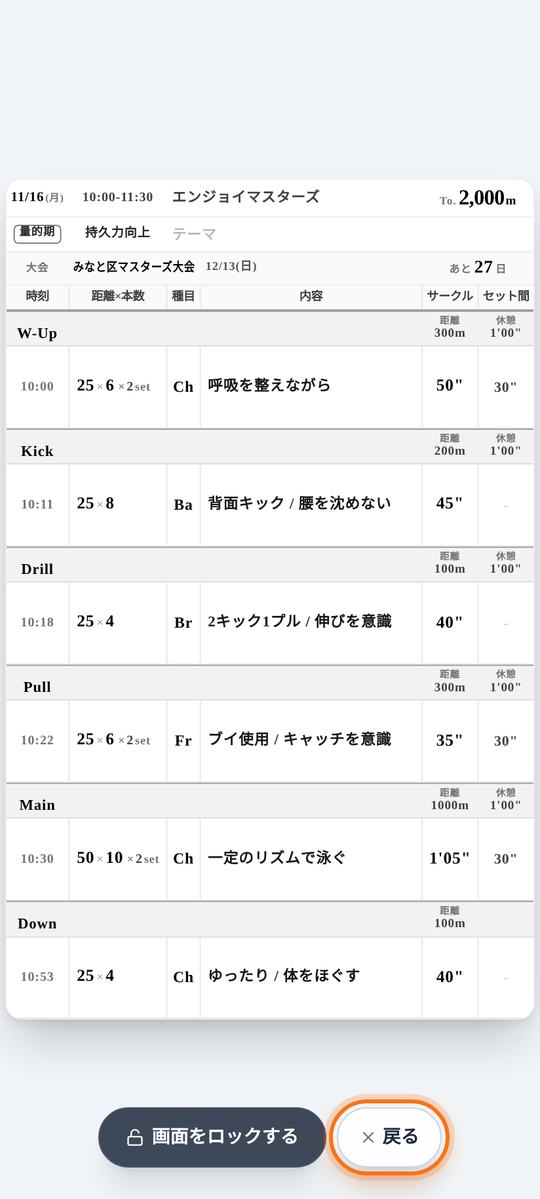 11/16(月) 10:00-11:30 エンジョイマスターズ To. 2,000m
量的期 持久力向上 テーマ
大会 みなと区マスターズ大会 12/13(日) あと 27 日
時刻 距離×本数 種目 内容 サークル セット間
W-Up 距離 300m 休憩 1'00"
10:00 25×6×2set Ch 呼吸を整えながら 50" 30"
Kick 距離 200m 休憩 1'00"
10:11 25×8 Ba 背面キック / 腰を沈めない 45" -
Drill 距離 100m 休憩 1'00"
10:18 25×4 Br 2キック1プル / 伸びを意識 40" -
Pull 距離 300m 休憩 1'00"
10:22 25×6×2set Fr ブイ使用 / キャッチを意識 35" 30"
Main 距離 1000m 休憩 1'00"
10:30 50×10×2set Ch 一定のリズムで泳ぐ 1'05" 30"
Down 距離 100m
10:53 25×4 Ch ゆったり / 体をほぐす 40" -
画面をロックする × 戻る